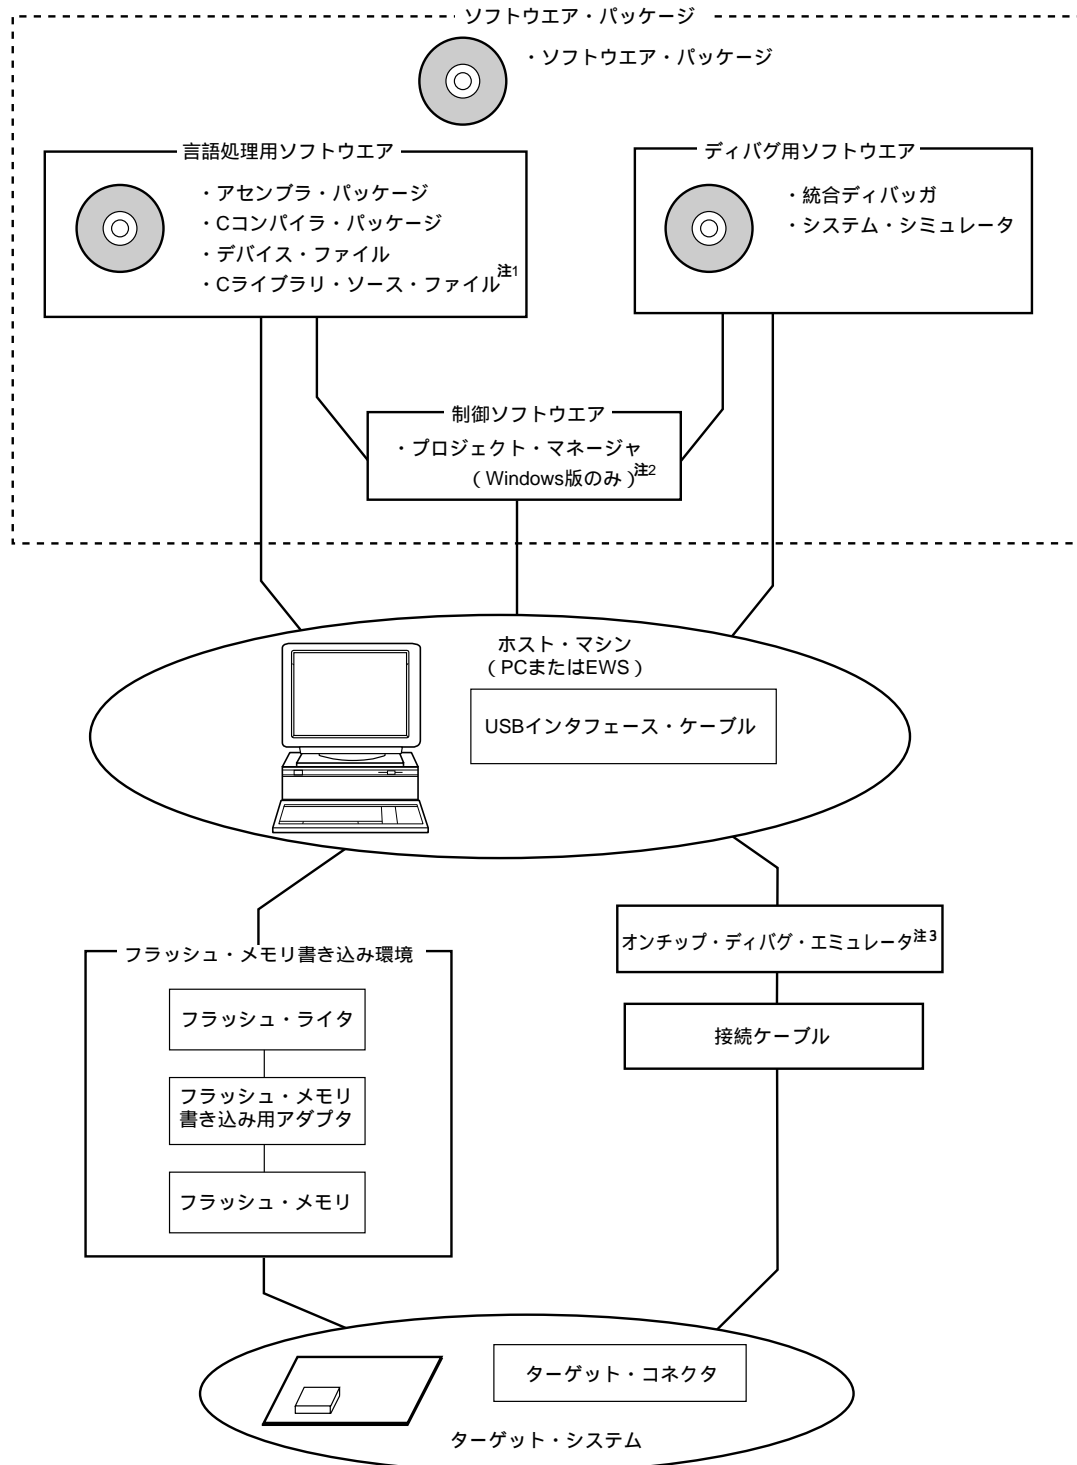 ソフトウエア・パッケージ
・ソフトウエア・パッケージ
言語処理用ソフトウエア
・アセンブラ・パッケージ
・Cコンパイラ・パッケージ
・デバイス・ファイル
・Cライブラリ・ソース・ファイル注1
ディバグ用ソフトウエア
・統合ディバッガ
・システム・シミュレータ
制御ソフトウエア
・プロジェクト・マネージャ
（Windows版のみ）注2
ホスト・マシン
（PCまたはEWS）
USBインタフェース・ケーブル
フラッシュ・メモリ書き込み環境
フラッシュ・ライタ
フラッシュ・メモリ
書き込み用アダプタ
フラッシュ・メモリ
オンチップ・ディバグ・エミュレータ注3
接続ケーブル
ターゲット・コネクタ
ターゲット・システム